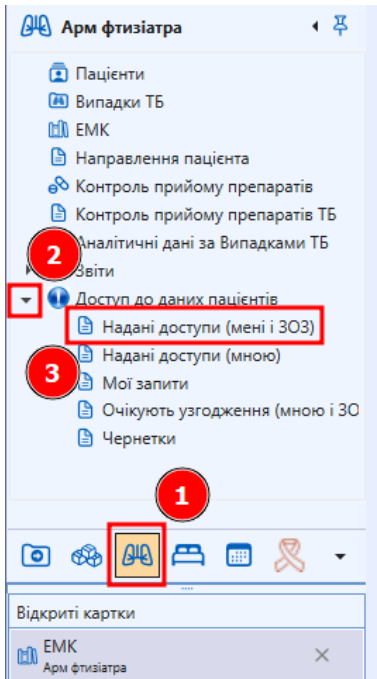 Арм фтизіатра
Пацієнти
Випадки ТБ
ЕМК
Направлення пацієнта
Контроль прийому препаратів
Контроль прийому препаратів ТБ
2
Аналітичні дані за Випадками ТБ
Звіти
Доступ до даних пацієнтів
Надані доступи (мені і ЗОЗ)
Надані доступи (мною)
3
Мої запити
Очікують узгодження (мною і ЗО
Чернетки
1
Відкриті картки
ЕМК
Арм фтизіатра